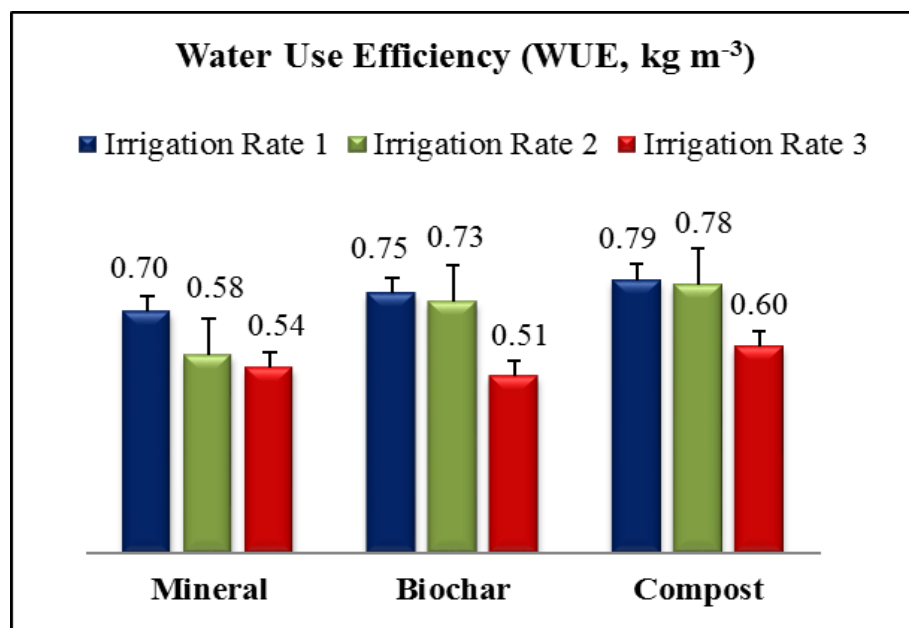 Water Use Efficiency (WUE, kg m⁻³)
Irrigation Rate 1 Irrigation Rate 2 Irrigation Rate 3
0.70 0.58 0.54 0.75 0.73 0.51 0.79 0.78 0.60
Mineral Biochar Compost